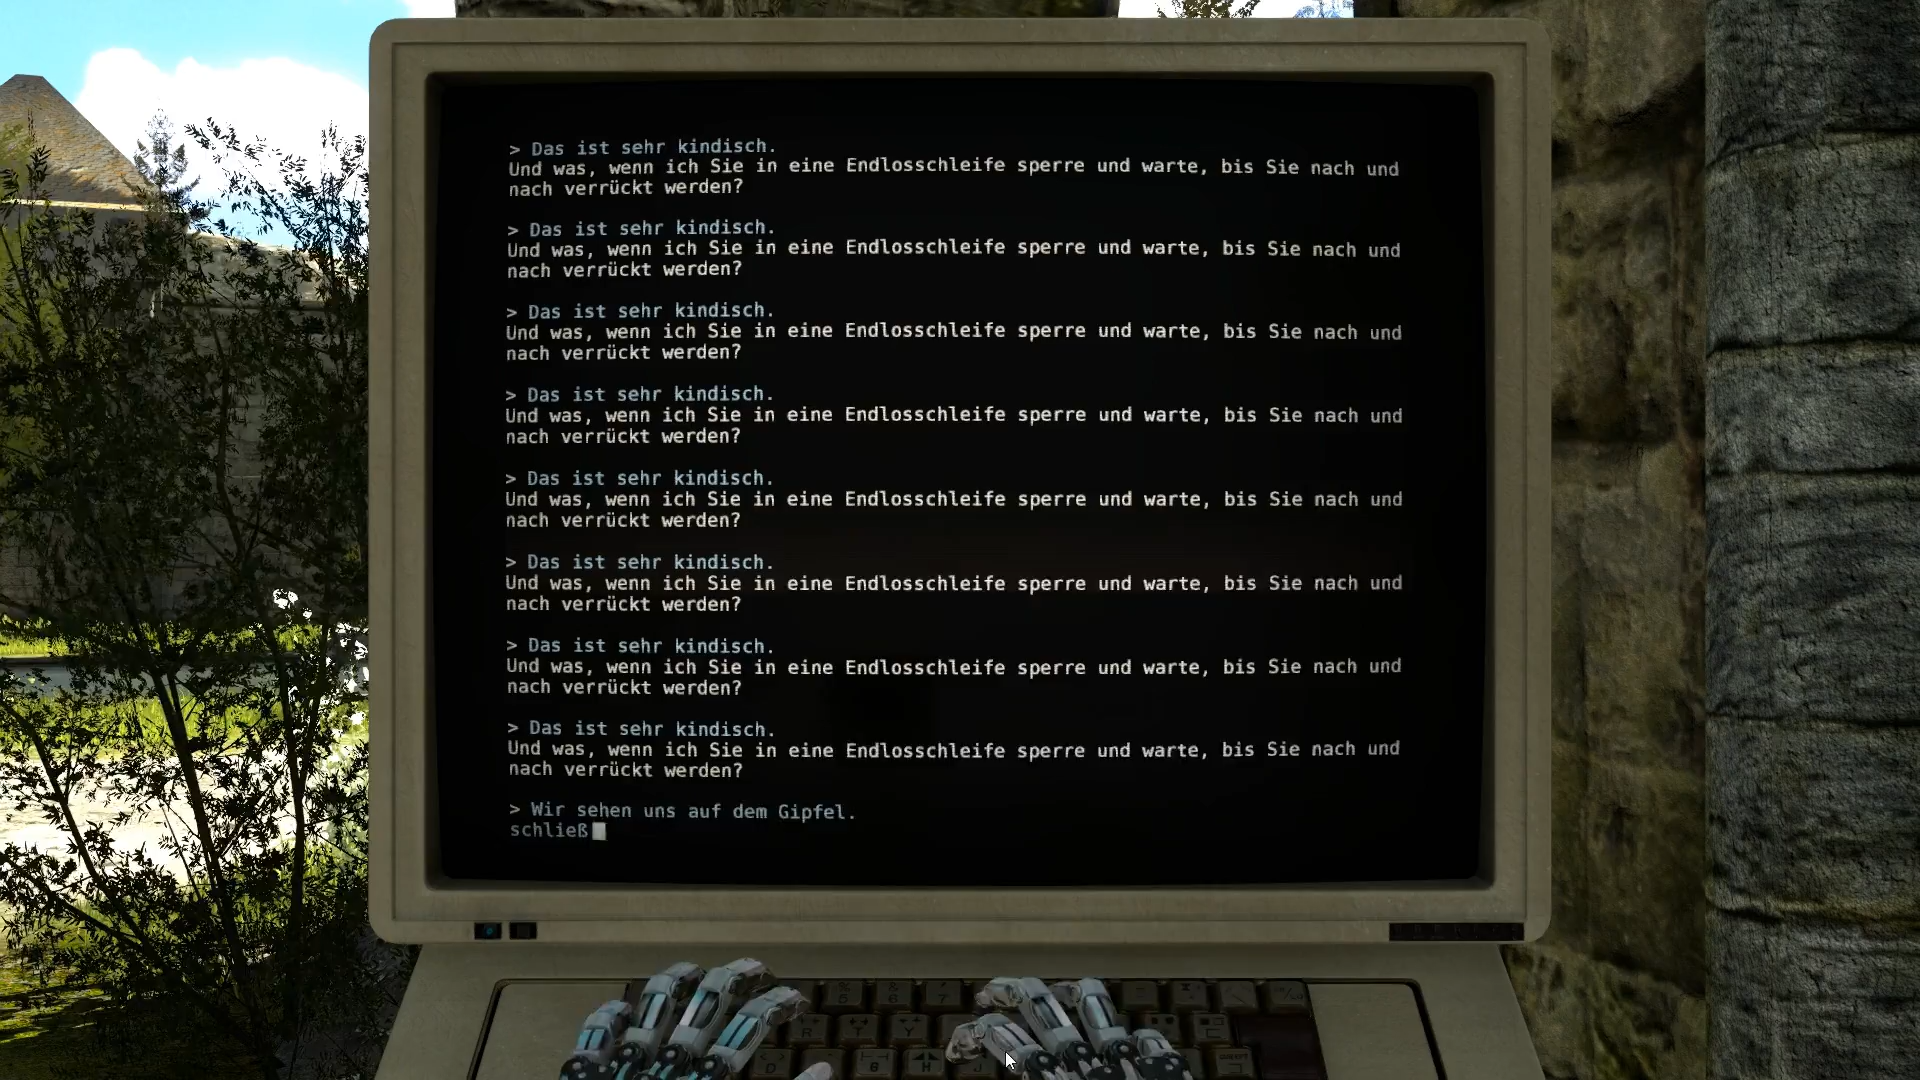 > Das ist sehr kindisch.
Und was, wenn ich Sie in eine Endlosschleife sperre und warte, bis Sie nach und
nach verrückt werden?
> Das ist sehr kindisch.
Und was, wenn ich Sie in eine Endlosschleife sperre und warte, bis Sie nach und
nach verrückt werden?
> Das ist sehr kindisch.
Und was, wenn ich Sie in eine Endlosschleife sperre und warte, bis Sie nach und
nach verrückt werden?
> Das ist sehr kindisch.
Und was, wenn ich Sie in eine Endlosschleife sperre und warte, bis Sie nach und
nach verrückt werden?
> Das ist sehr kindisch.
Und was, wenn ich Sie in eine Endlosschleife sperre und warte, bis Sie nach und
nach verrückt werden?
> Das ist sehr kindisch.
Und was, wenn ich Sie in eine Endlosschleife sperre und warte, bis Sie nach und
nach verrückt werden?
> Das ist sehr kindisch.
Und was, wenn ich Sie in eine Endlosschleife sperre und warte, bis Sie nach und
nach verrückt werden?
> Das ist sehr kindisch.
Und was, wenn ich Sie in eine Endlosschleife sperre und warte, bis Sie nach und
nach verrückt werden?
> Wir sehen uns auf dem Gipfel.
schließ
5 6 7
R T Y
D G H J